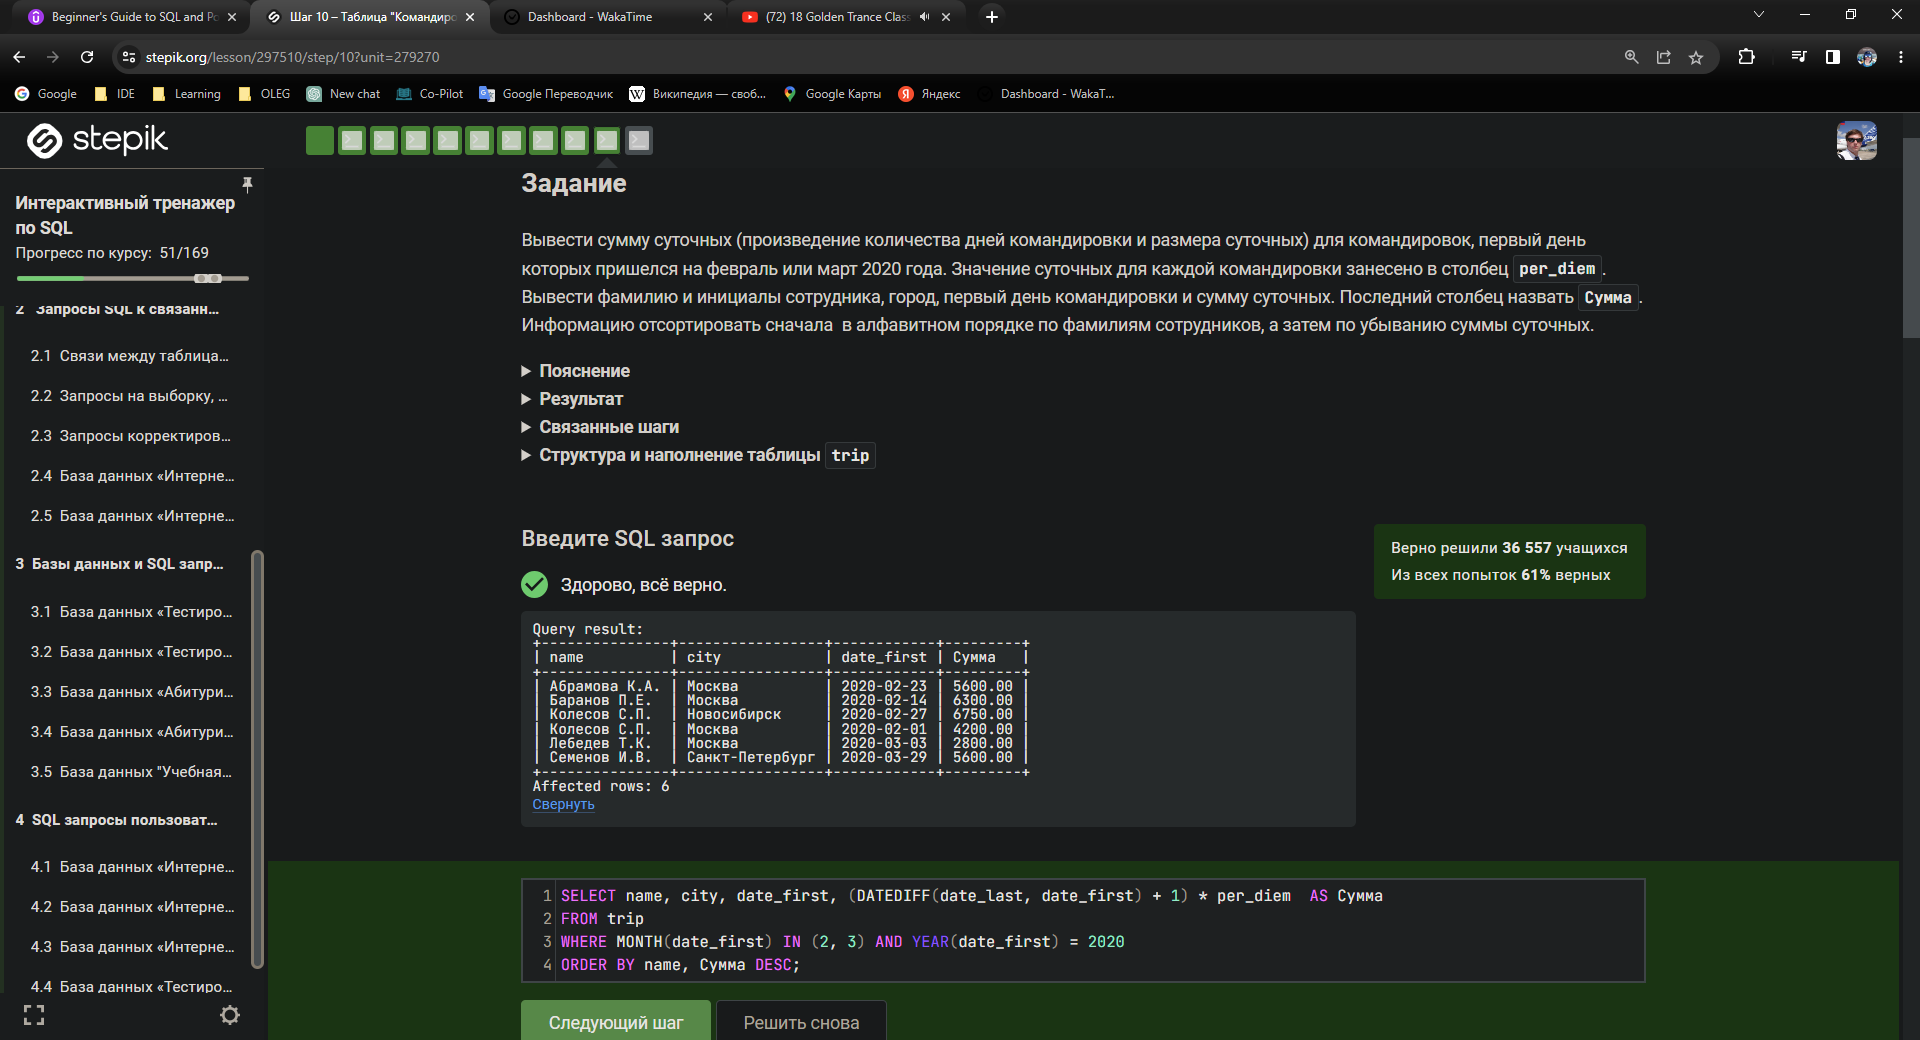 Beginner's Guide to SQL and Po
Шаг 10 – Таблица "Командиро
Dashboard - WakaTime
(72) 18 Golden Trance Clas
stepik.org/lesson/297510/step/10?unit=279270
Google
IDE
Learning
OLEG
New chat
Co-Pilot
Google Переводчик
Википедия — своб...
Google Карты
Яндекс
Dashboard - WakaT...
stepik
Интерактивный тренажер
по SQL
Прогресс по курсу: 51/169
2 Запросы SQL к связанн...
2.1 Связи между таблица...
2.2 Запросы на выборку, ...
2.3 Запросы корректиров...
2.4 База данных «Интерне...
2.5 База данных «Интерне...
3 Базы данных и SQL запр...
3.1 База данных «Тестиро...
3.2 База данных «Тестиро...
3.3 База данных «Абитури...
3.4 База данных «Абитури...
3.5 База данных "Учебная...
4 SQL запросы пользоват...
4.1 База данных «Интерне...
4.2 База данных «Интерне...
4.3 База данных «Интерне...
4.4 База данных «Тестиро...
Задание
Вывести сумму суточных (произведение количества дней командировки и размера суточных) для командировок, первый день
которых пришелся на февраль или март 2020 года. Значение суточных для каждой командировки занесено в столбец per_diem.
Вывести фамилию и инициалы сотрудника, город, первый день командировки и сумму суточных. Последний столбец назвать Сумма.
Информацию отсортировать сначала в алфавитном порядке по фамилиям сотрудников, а затем по убыванию суммы суточных.
Пояснение
Результат
Связанные шаги
Структура и наполнение таблицы trip
Введите SQL запрос
Верно решили 36 557 учащихся
Из всех попыток 61% верных
Здорово, всё верно.
Query result:
+---------------+-----------------+------------+---------+
| name | city | date_first | Сумма |
+---------------+-----------------+------------+---------+
| Абрамова К.А. | Москва | 2020-02-23 | 5600.00 |
| Баранов П.Е. | Москва | 2020-02-14 | 6300.00 |
| Колесов С.П. | Новосибирск | 2020-02-27 | 6750.00 |
| Колесов С.П. | Москва | 2020-02-01 | 4200.00 |
| Лебедев Т.К. | Москва | 2020-03-03 | 2800.00 |
| Семенов И.В. | Санкт-Петербург | 2020-03-29 | 5600.00 |
+---------------+-----------------+------------+---------+
Affected rows: 6
Свернуть
1 SELECT name, city, date_first, (DATEDIFF(date_last, date_first) + 1) * per_diem AS Сумма
2 FROM trip
3 WHERE MONTH(date_first) IN (2, 3) AND YEAR(date_first) = 2020
4 ORDER BY name, Сумма DESC;
Следующий шаг
Решить снова